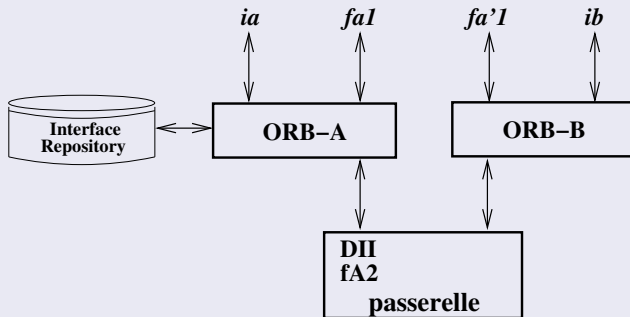 ia fa1 fa’1 ib
Interface
Repository
ORB–A
ORB–B
DII
fA2
passerelle